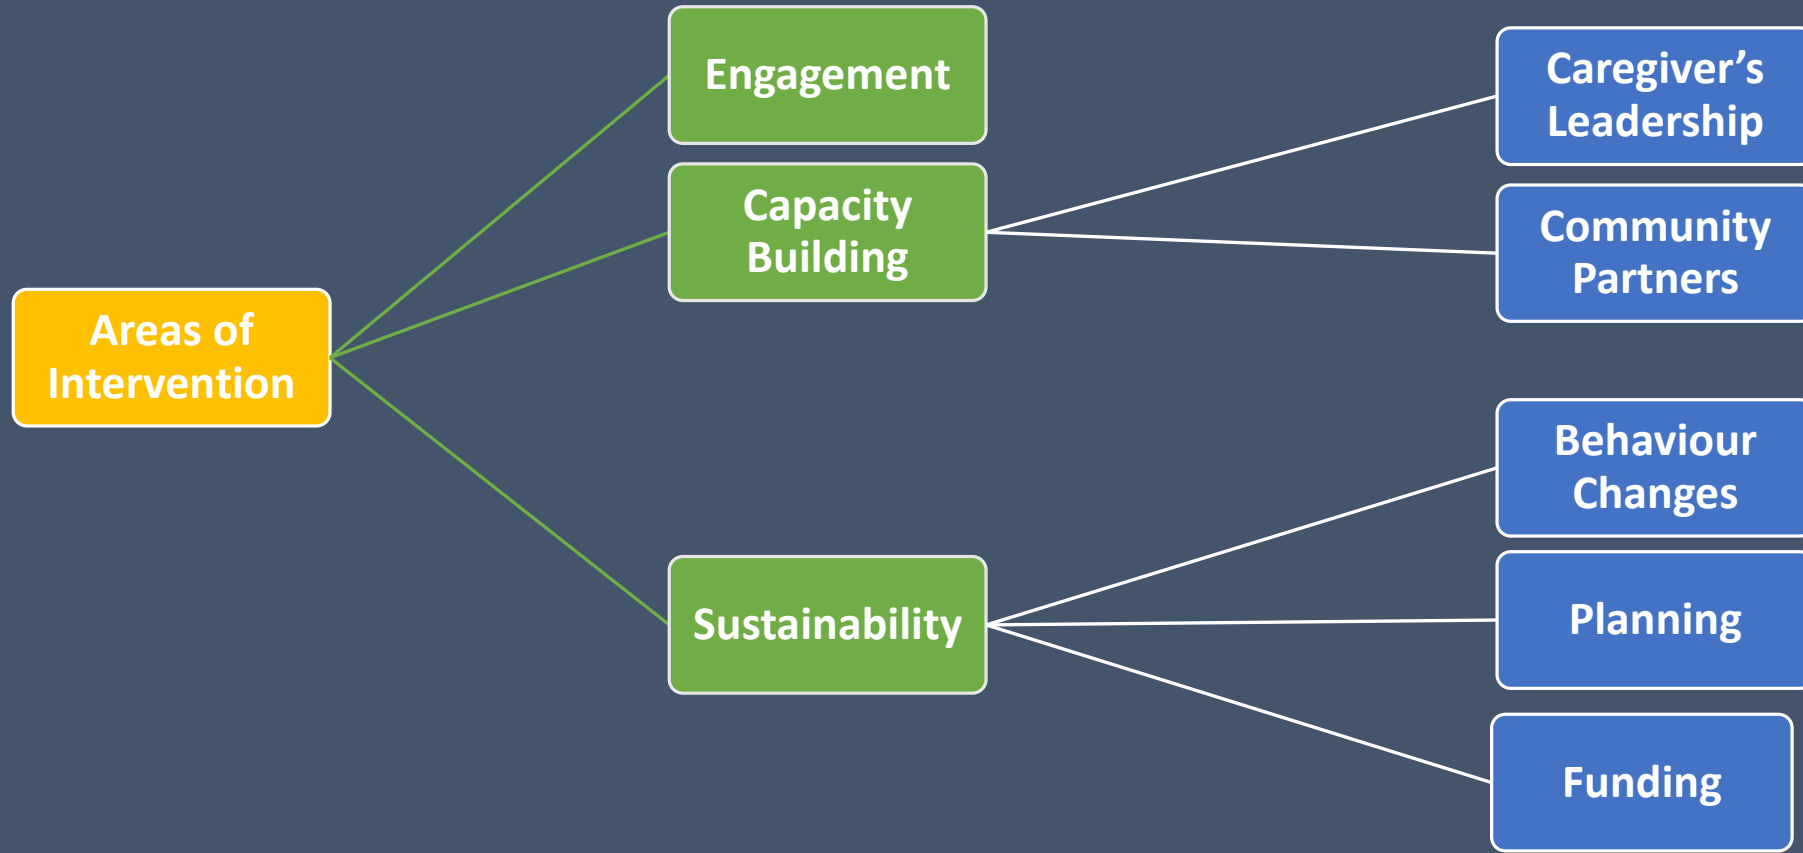 Areas of
Intervention
Engagement
Capacity
Building
Sustainability
Caregiver’s
Leadership
Community
Partners
Behaviour
Changes
Planning
Funding